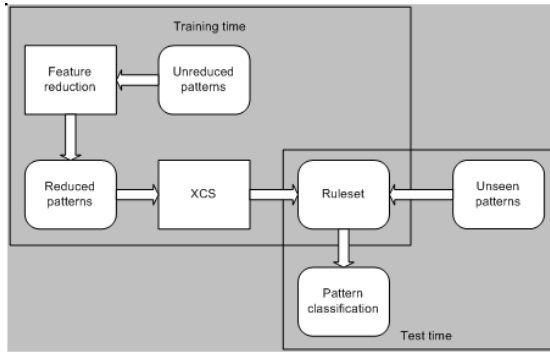 Training time
Feature
reduction
Unreduced
patterns
Reduced
patterns
XCS
Ruleset
Unseen
patterns
Pattern
classification
Test time